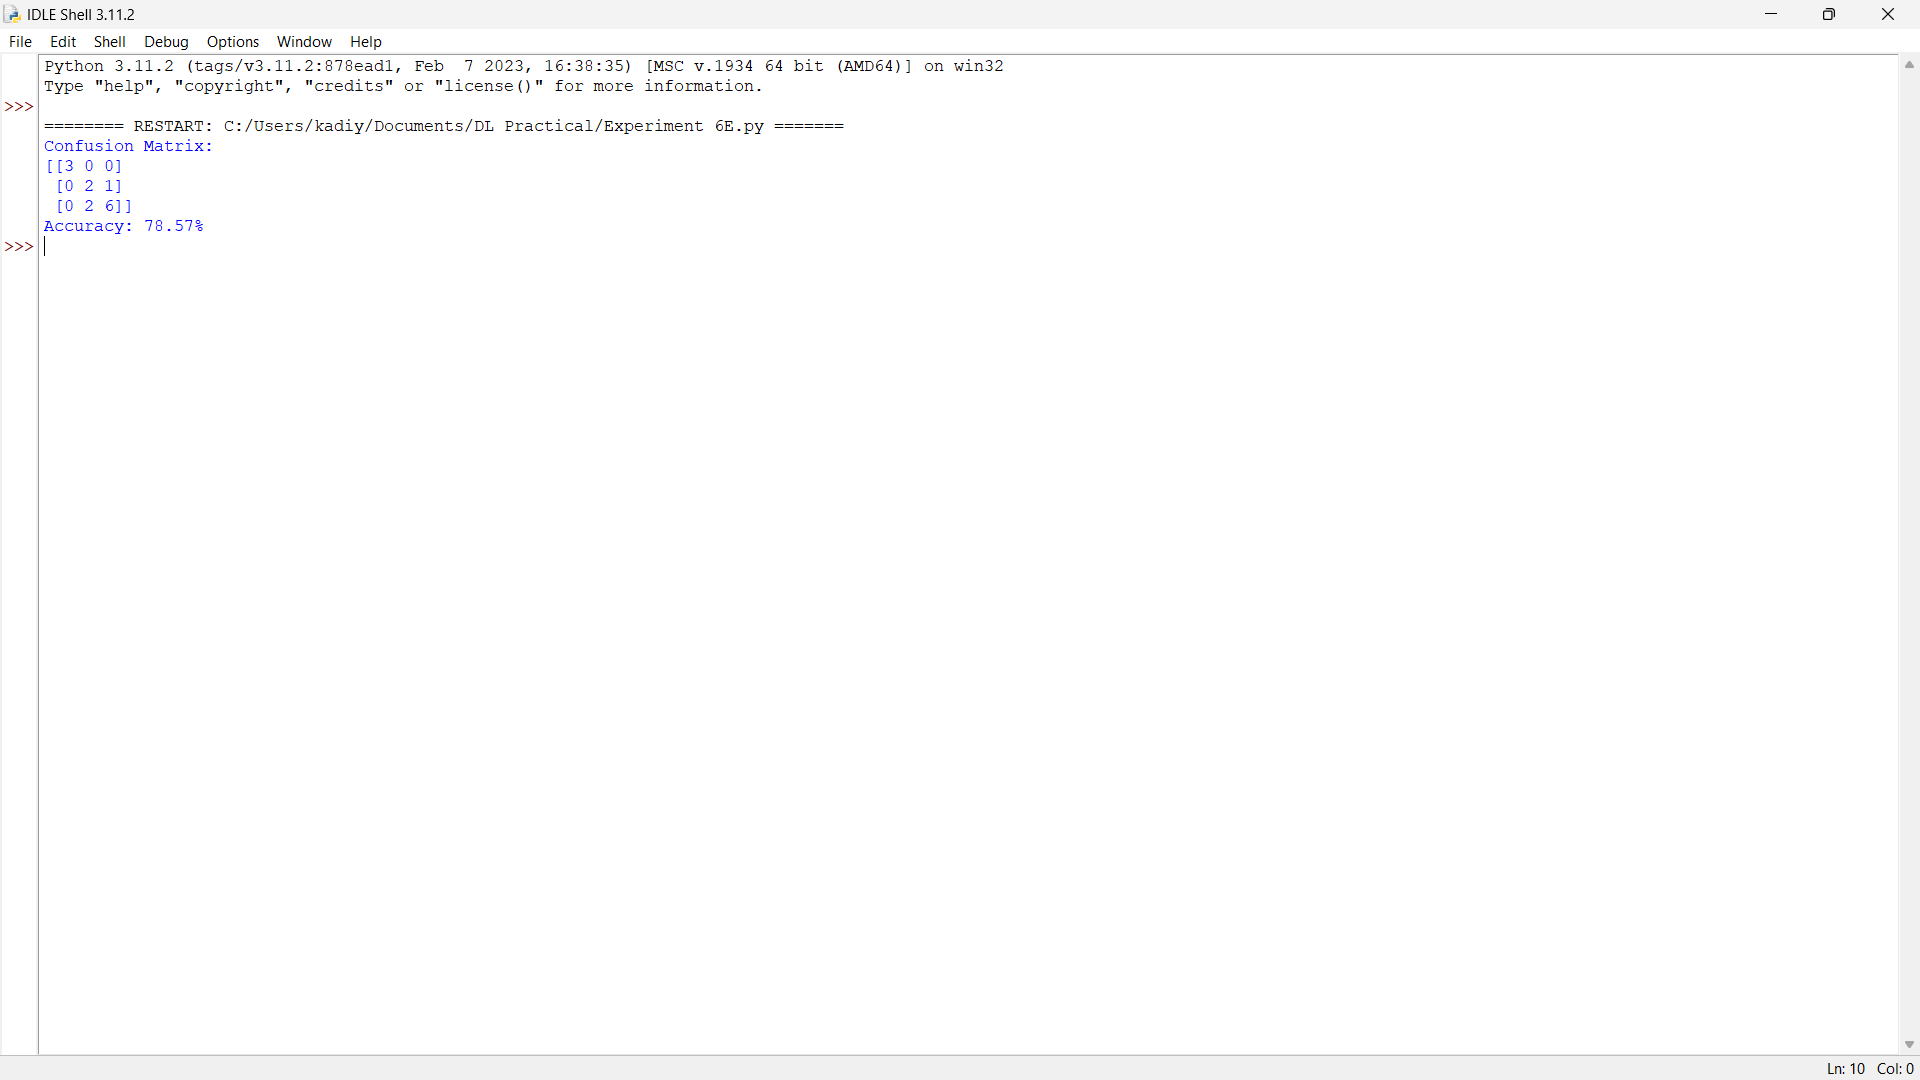 IDLE Shell 3.11.2
File Edit Shell Debug Options Window Help
Python 3.11.2 (tags/v3.11.2:878ead1, Feb  7 2023, 16:38:35) [MSC v.1934 64 bit (AMD64)] on win32
Type "help", "copyright", "credits" or "license()" for more information.
>>>
======== RESTART: C:/Users/kadiy/Documents/DL Practical/Experiment 6E.py =======
Confusion Matrix:
[[3 0 0]
 [0 2 1]
 [0 2 6]]
Accuracy: 78.57%
>>>
Ln: 10 Col: 0